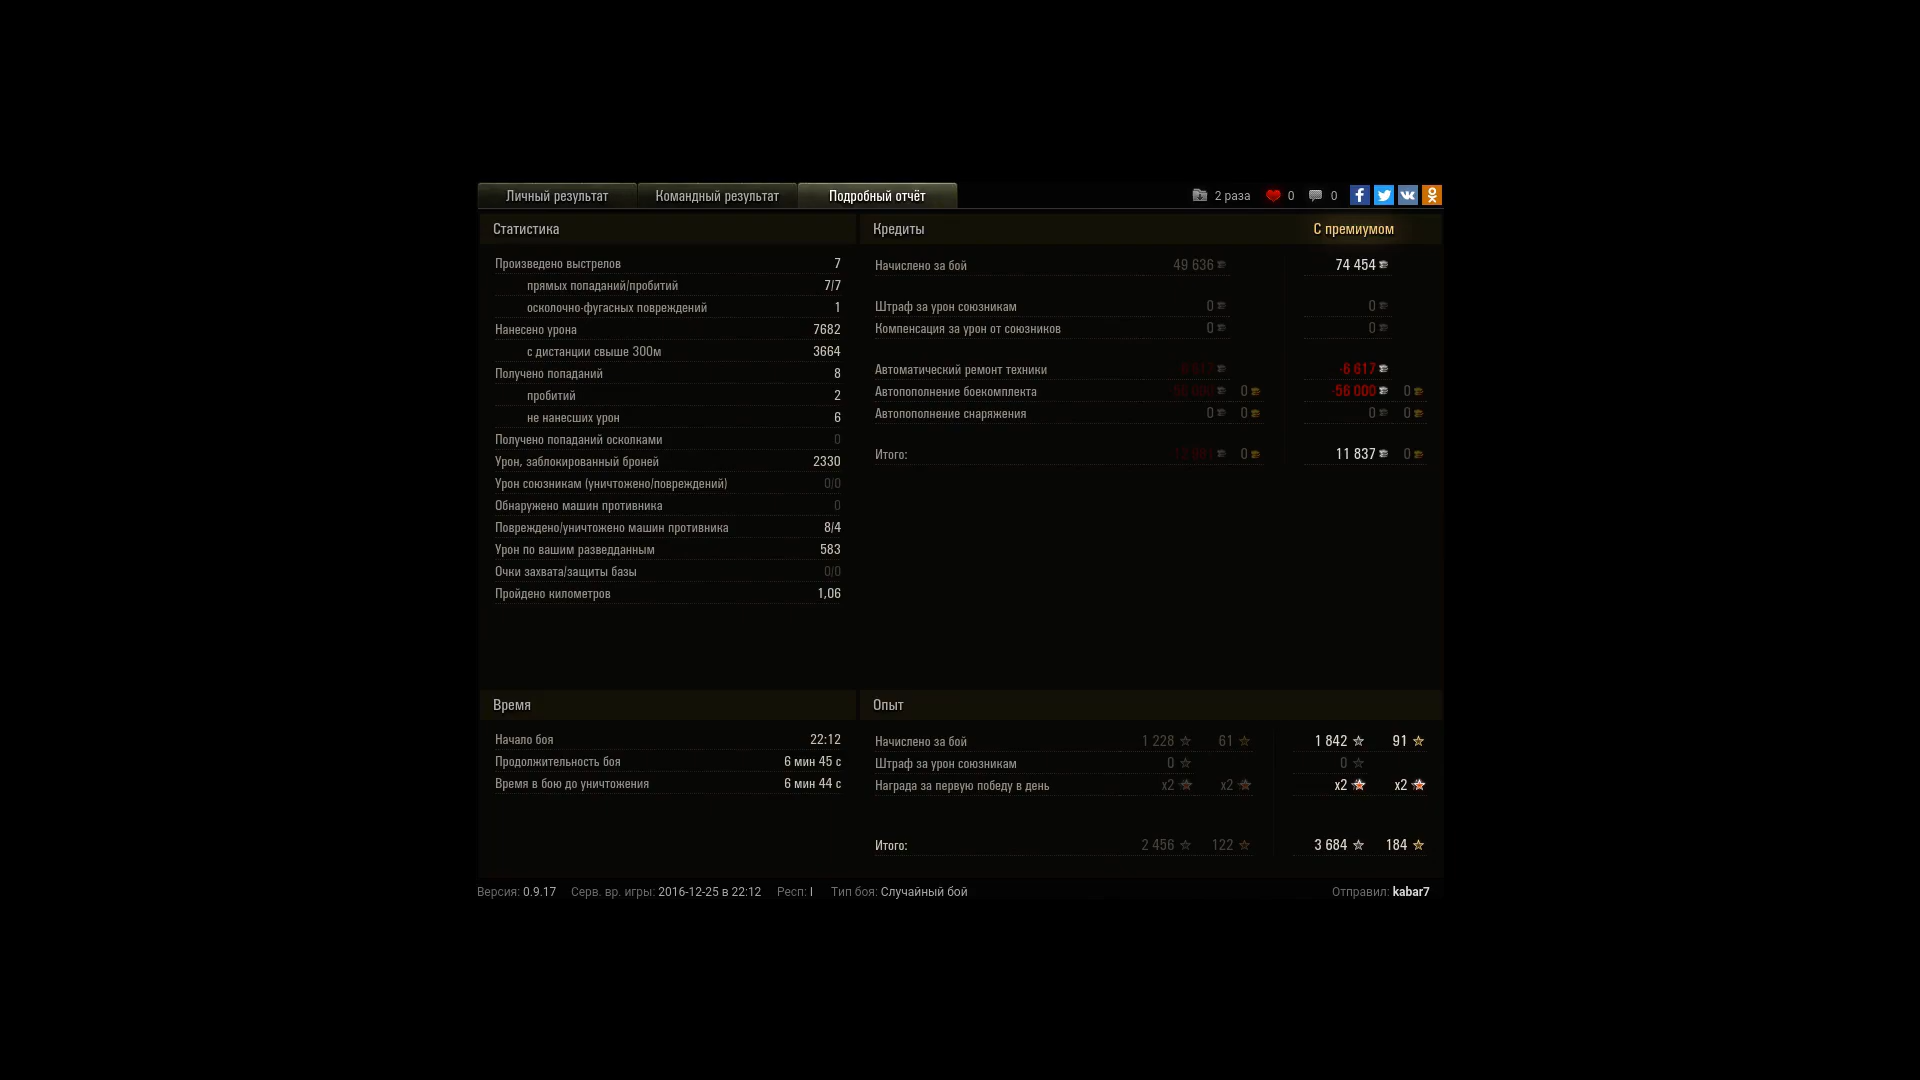 Личный результат Командный результат Подробный отчёт 2 раза 0 0
Статистика
Произведено выстрелов 7
прямых попаданий/пробитий 7/7
осколочно-фугасных повреждений 1
Нанесено урона 7682
с дистанции свыше 300м 3664
Получено попаданий 8
пробитий 2
не нанесших урон 6
Получено попаданий осколками 0
Урон, заблокированный броней 2330
Урон союзникам (уничтожено/повреждений) 0/0
Обнаружено машин противника 0
Повреждено/уничтожено машин противника 8/4
Урон по вашим разведданным 583
Очки захвата/защиты базы 0/0
Пройдено километров 1,06
Кредиты С премиумом
Начислено за бой 49 636 74 454
Штраф за урон союзникам 0 0
Компенсация за урон от союзников 0 0
Автоматический ремонт техники -6 617 -6 617
Автопополнение боекомплекта -56 000 0 -56 000 0
Автопополнение снаряжения 0 0 0 0
Итого: 0 11 837 0
Время
Начало боя 22:12
Продолжительность боя 6 мин 45 с
Время в бою до уничтожения 6 мин 44 с
Опыт
Начислено за бой 1 228 61 1 842 91
Штраф за урон союзникам 0 0
Награда за первую победу в день x2 x2 x2 x2
Итого: 2 456 122 3 684 184
Версия: 0.9.17 Серв. вр. игры: 2016-12-25 в 22:12 Респ: I Тип боя: Случайный бой Отправил: kabar7